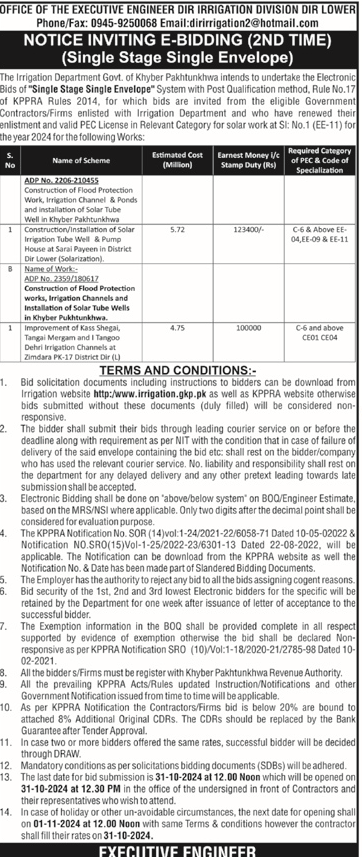 OFFICE OF THE EXECUTIVE ENGINEER DIR IRRIGATION DIVISION DIR LOWER
Phone/Fax: 0945-9250068 Email:dirirrigation2@hotmail.com
NOTICE INVITING E-BIDDING (2ND TIME)
(Single Stage Single Envelope)
The Irrigation Department Govt. of Khyber Pakhtunkhwa intends to undertake the Electronic
Bids of "Single Stage Single Envelope" System with Post Qualification method, Rule No.17
of KPPRA Rules 2014, for which bids are invited from the eligible Government
Contractors/Firms enlisted with Irrigation Department and who have renewed their
enlistment and valid PEC License in Relevant Category for solar work at SI: No.1 (EE-11) for
the year 2024 for the following Works:
S. No | Name of Scheme | Estimated Cost (Million) | Earnest Money I/c Stamp Duty (Rs) | Required Category of PEC & Code of Specialization
ADP No. 2206-210455
Construction of Flood Protection
Work, Irrigation Channel & Ponds
and installation of Solar Tube
Well in Khyber Pakhtunkhwa
1 | Construction/Installation of Solar Irrigation Tube Well & Pump House at Sarai Payeen in District Dir Lower (Solarization). | 5.72 | 123400/- | C-6 & Above EE-04,EE-09 & EE-11
B | Name of Work:-
ADP No. 2359/180617
Construction of Flood Protection
works, Irrigation Channels and
Installation of Solar Tube Wells
in Khyber Pakhtunkhwa.
1 | Improvement of Kass Shegai, Tangai Mergam and I Tangoo Dehri Irrigation Channels at Zimdara PK-17 District Dir (L) | 4.75 | 100000 | C-6 and above CE01 CE04
TERMS AND CONDITIONS:-
1. Bid solicitation documents including instructions to bidders can be download from
Irrigation website http:/www.irrigation.gkp.pk as well as KPPRA website otherwise
bids submitted without these documents (duly filled) will be considered non-
responsive.
2. The bidder shall submit their bids through leading courier service on or before the
deadline along with requirement as per NIT with the condition that in case of failure of
delivery of the said envelope containing the bid etc: shall rest on the bidder/company
who has used the relevant courier service. No. liability and responsibility shall rest on
the department for any delayed delivery and any other pretext leading towards late
submission shall be accepted.
3. Electronic Bidding shall be done on "above/below system" on BOQ/Engineer Estimate,
based on the MRS/NSI where applicable. Only two digits after the decimal point shall be
considered for evaluation purpose.
4. The KPPRA Notification No. SOR (14)vol:1-24/2021-22/6058-71 Dated 10-05-02022 &
Notification NO.SRO(15)Vol-1-25/2022-23/6301-13 Dated 22-08-2022, will be
applicable. The Notification can be download from the KPPRA website as well the
Notification No. & Date has been made part of Slandered Bidding Documents.
5. The Employer has the authority to reject any bid to all the bids assigning cogent reasons.
6. Bid security of the 1st, 2nd and 3rd lowest Electronic bidders for the specific will be
retained by the Department for one week after issuance of letter of acceptance to the
successful bidder.
7. The Exemption information in the BOQ shall be provided complete in all respect
supported by evidence of exemption otherwise the bid shall be declared Non-
responsive as per KPPRA Notification SRO (10)/Vol:1-18/2020-21/2785-98 Dated 10-
02-2021.
8. All the bidder s/Firms must be register with Khyber Pakhtunkhwa Revenue Authority.
9. All the prevailing KPPRA Acts/Rules updated Instruction/Notifications and other
Government Notification issued from time to time will be applicable.
10. As per KPPRA Notification the Contractors/Firms bid is below 20% are bound to
attached 8% Additional Original CDRs. The CDRs should be replaced by the Bank
Guarantee after Tender Approval.
11. In case two or more bidders offered the same rates, successful bidder will be decided
through DRAW.
12. Mandatory conditions as per solicitations bidding documents (SDBs) will be adhered.
13. The last date for bid submission is 31-10-2024 at 12.00 Noon which will be opened on
31-10-2024 at 12.30 PM in the office of the undersigned in front of Contractors and
their representatives who wish to attend.
14. In case of holiday or other un-avoidable circumstances, the next date for opening shall
on 01-11-2024 at 12.00 Noon with same Terms & conditions however the contractor
shall fill their rates on 31-10-2024.
EXECUTIVE ENGINEER